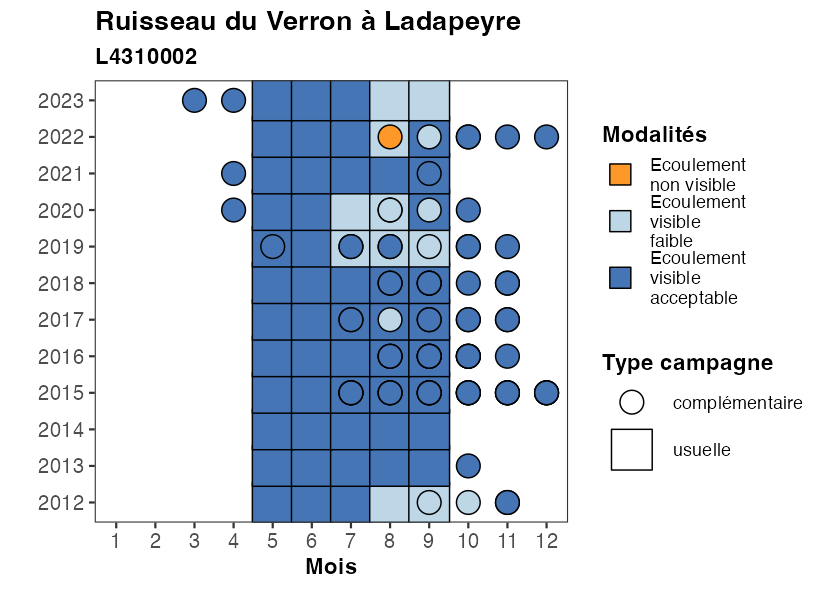 Ruisseau du Verron à Ladapeyre
L4310002
2023
2022
2021
2020
2019
2018
2017
2016
2015
2014
2013
2012
1 2 3 4 5 6 7 8 9 10 11 12
Mois
Modalités
Ecoulement
non visible
Ecoulement
visible
faible
Ecoulement
visible
acceptable
Type campagne
complémentaire
usuelle